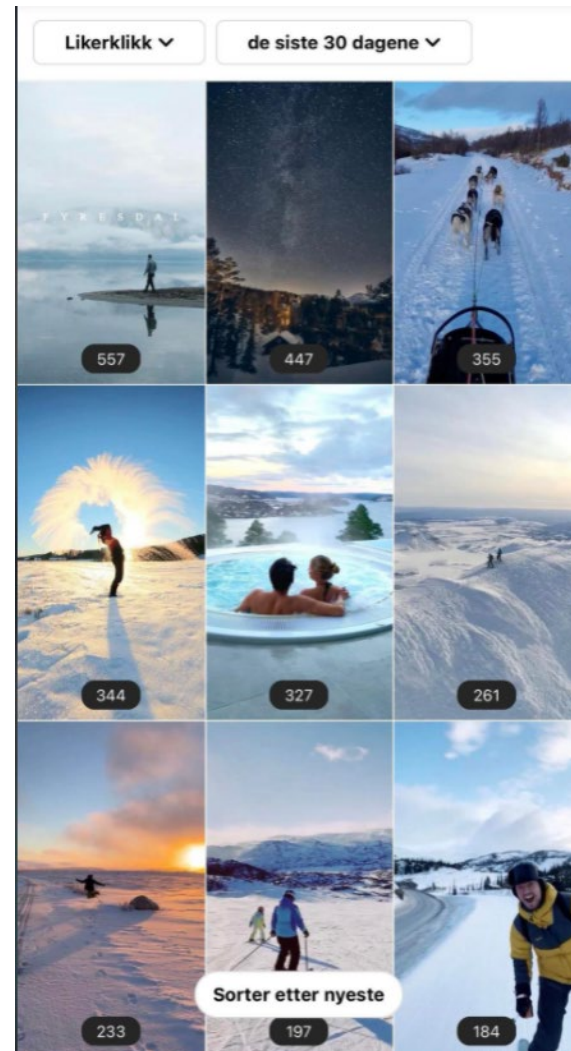 Likerklikk
de siste 30 dagene
FYRESDAL
557
447
355
344
327
261
Sorter etter nyeste
233
197
184